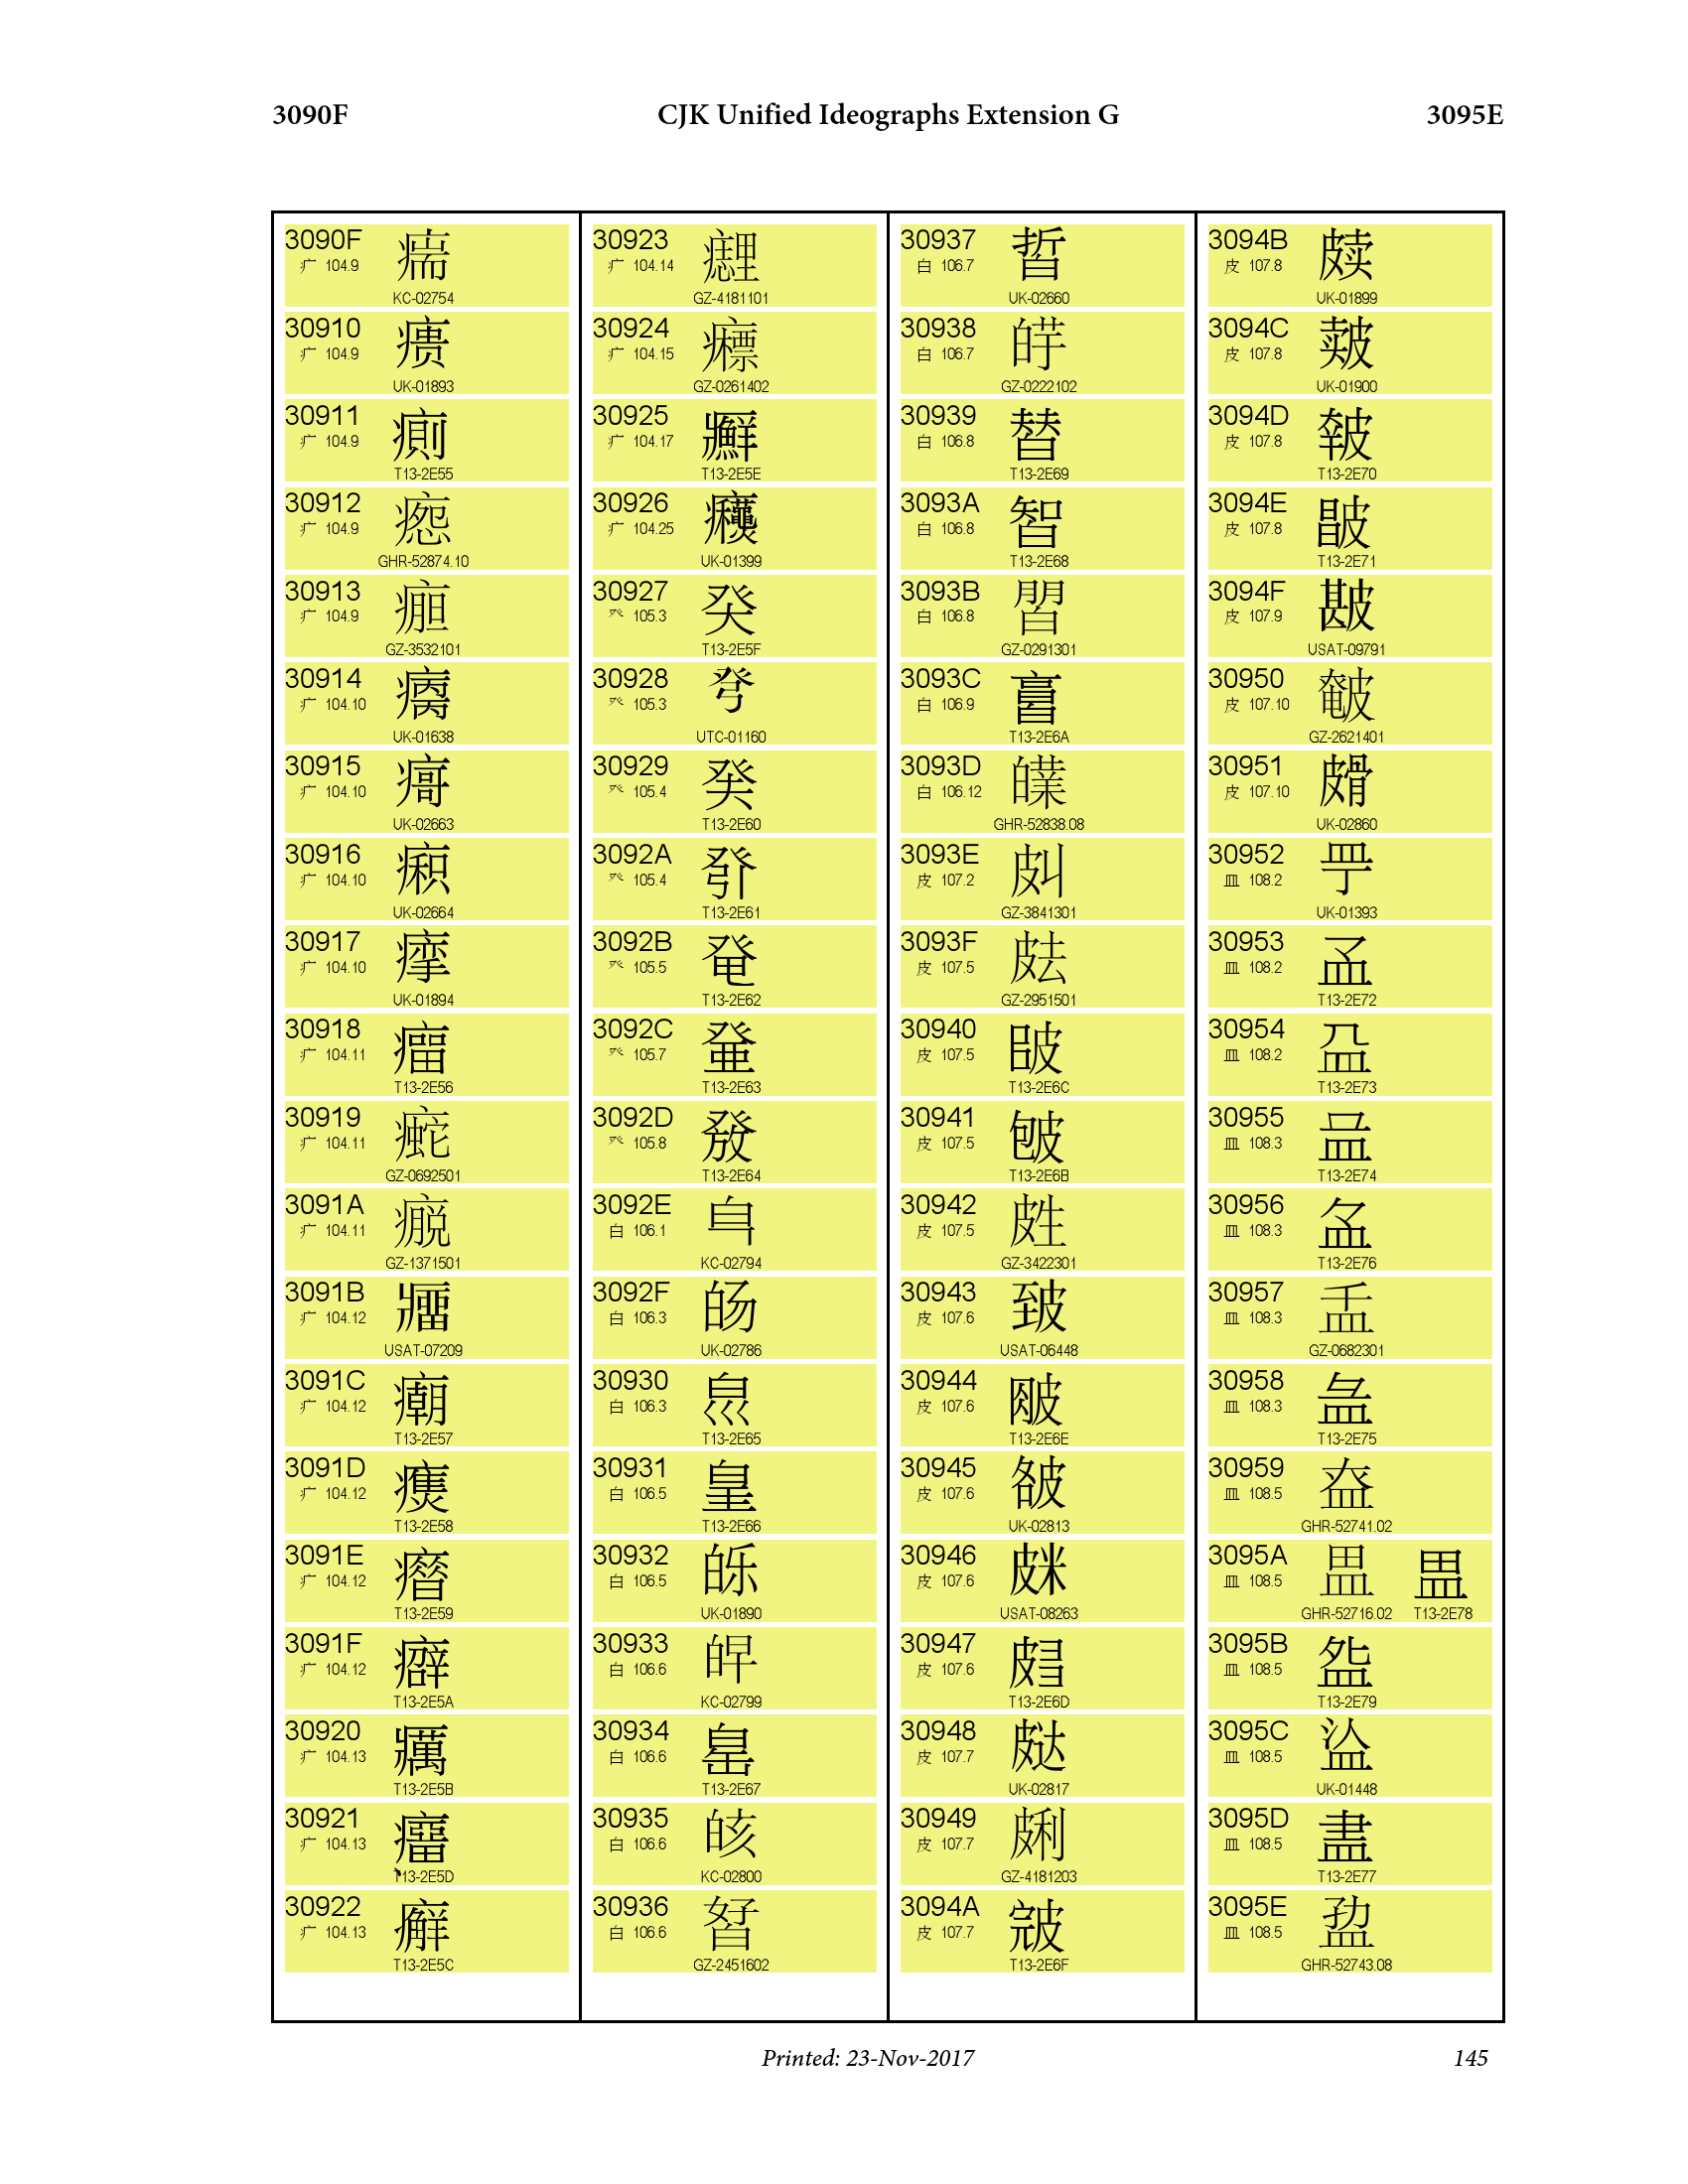 3090F CJK Unified Ideographs Extension G 3095E
3090F
疒 104.9
KC-02754
30910
疒 104.9
UK-01893
30911
疒 104.9
T13-2E55
30912
疒 104.9
GHR-52874.10
30913
疒 104.9
GZ-3532101
30914
疒 104.10
UK-01638
30915
疒 104.10
UK-02663
30916
疒 104.10
UK-02664
30917
疒 104.10
UK-01894
30918
疒 104.11
T13-2E56
30919
疒 104.11
GZ-0692501
3091A
疒 104.11
GZ-1371501
3091B
疒 104.12
USAT-07209
3091C
疒 104.12
T13-2E57
3091D
疒 104.12
T13-2E58
3091E
疒 104.12
T13-2E59
3091F
疒 104.12
T13-2E5A
30920
疒 104.13
T13-2E5B
30921
疒 104.13
T13-2E5D
30922
疒 104.13
T13-2E5C
30923
疒 104.14
GZ-4181101
30924
疒 104.15
GZ-0261402
30925
疒 104.17
T13-2E5E
30926
疒 104.25
UK-01399
30927
癶 105.3
T13-2E5F
30928
癶 105.3
UTC-01160
30929
癶 105.4
T13-2E60
3092A
癶 105.4
T13-2E61
3092B
癶 105.5
T13-2E62
3092C
癶 105.7
T13-2E63
3092D
癶 105.8
T13-2E64
3092E
白 106.1
KC-02794
3092F
白 106.3
UK-02786
30930
白 106.3
T13-2E65
30931
白 106.5
T13-2E66
30932
白 106.5
UK-01890
30933
白 106.6
KC-02799
30934
白 106.6
T13-2E67
30935
白 106.6
KC-02800
30936
白 106.6
GZ-2451602
30937
白 106.7
UK-02660
30938
白 106.7
GZ-0222102
30939
白 106.8
T13-2E69
3093A
白 106.8
T13-2E68
3093B
白 106.8
GZ-0291301
3093C
白 106.9
T13-2E6A
3093D
白 106.12
GHR-52838.08
3093E
皮 107.2
GZ-3841301
3093F
皮 107.5
GZ-2951501
30940
皮 107.5
T13-2E6C
30941
皮 107.5
T13-2E6B
30942
皮 107.5
GZ-3422301
30943
皮 107.6
USAT-06448
30944
皮 107.6
T13-2E6E
30945
皮 107.6
UK-02813
30946
皮 107.6
USAT-08263
30947
皮 107.6
T13-2E6D
30948
皮 107.7
UK-02817
30949
皮 107.7
GZ-4181203
3094A
皮 107.7
T13-2E6F
3094B
皮 107.8
UK-01899
3094C
皮 107.8
UK-01900
3094D
皮 107.8
T13-2E70
3094E
皮 107.8
T13-2E71
3094F
皮 107.9
USAT-09791
30950
皮 107.10
GZ-2621401
30951
皮 107.10
UK-02860
30952
皿 108.2
UK-01393
30953
皿 108.2
T13-2E72
30954
皿 108.2
T13-2E73
30955
皿 108.3
T13-2E74
30956
皿 108.3
T13-2E76
30957
皿 108.3
GZ-0682301
30958
皿 108.3
T13-2E75
30959
皿 108.5
GHR-52741.02
3095A
皿 108.5
GHR-52716.02 T13-2E78
3095B
皿 108.5
T13-2E79
3095C
皿 108.5
UK-01448
3095D
皿 108.5
T13-2E77
3095E
皿 108.5
GHR-52743.08
Printed: 23-Nov-2017 145